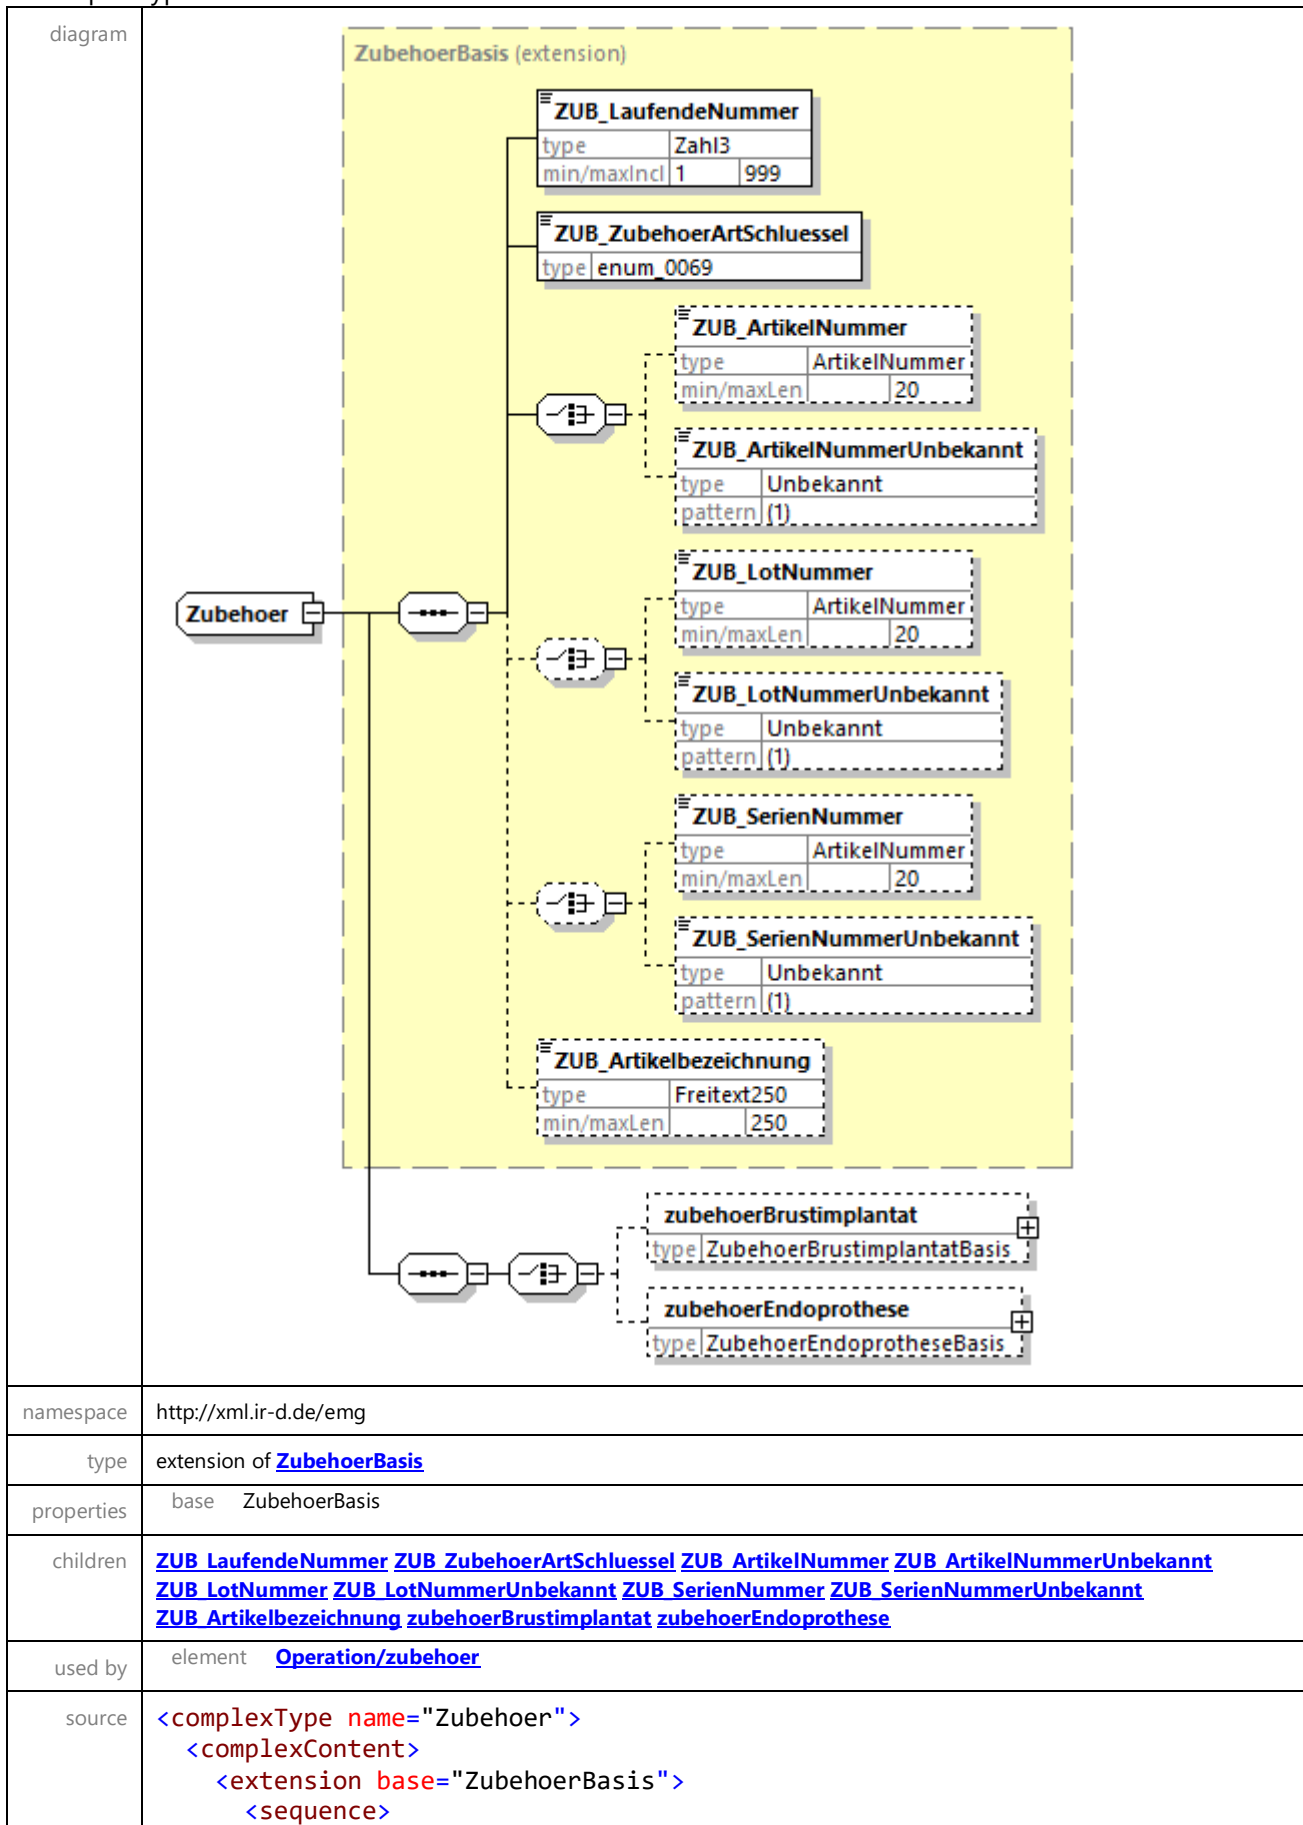 diagram
ZubehoerBasis (extension)
ZUB_LaufendeNummer
type Zahl3
min/maxIncl 1 999
ZUB_ZubehoerArtSchluessel
type enum_0069
ZUB_ArtikelNummer
type ArtikelNummer
min/maxLen 20
ZUB_ArtikelNummerUnbekannt
type Unbekannt
pattern (1)
ZUB_LotNummer
type ArtikelNummer
min/maxLen 20
Zubehoer
ZUB_LotNummerUnbekannt
type Unbekannt
pattern (1)
ZUB_SerienNummer
type ArtikelNummer
min/maxLen 20
ZUB_SerienNummerUnbekannt
type Unbekannt
pattern (1)
ZUB_Artikelbezeichnung
type Freitext250
min/maxLen 250
zubehoerBrustimplantat
type ZubehoerBrustimplantatBasis
zubehoerEndoprothese
type ZubehoerEndoprotheseBasis
namespace http://xml.ir-d.de/emg
type extension of ZubehoerBasis
properties base ZubehoerBasis
children ZUB_LaufendeNummer ZUB_ZubehoerArtSchluessel ZUB_ArtikelNummer ZUB_ArtikelNummerUnbekannt
ZUB_LotNummer ZUB_LotNummerUnbekannt ZUB_SerienNummer ZUB_SerienNummerUnbekannt
ZUB_Artikelbezeichnung zubehoerBrustimplantat zubehoerEndoprothese
used by element Operation/zubehoer
source <complexType name="Zubehoer">
<complexContent>
<extension base="ZubehoerBasis">
<sequence>